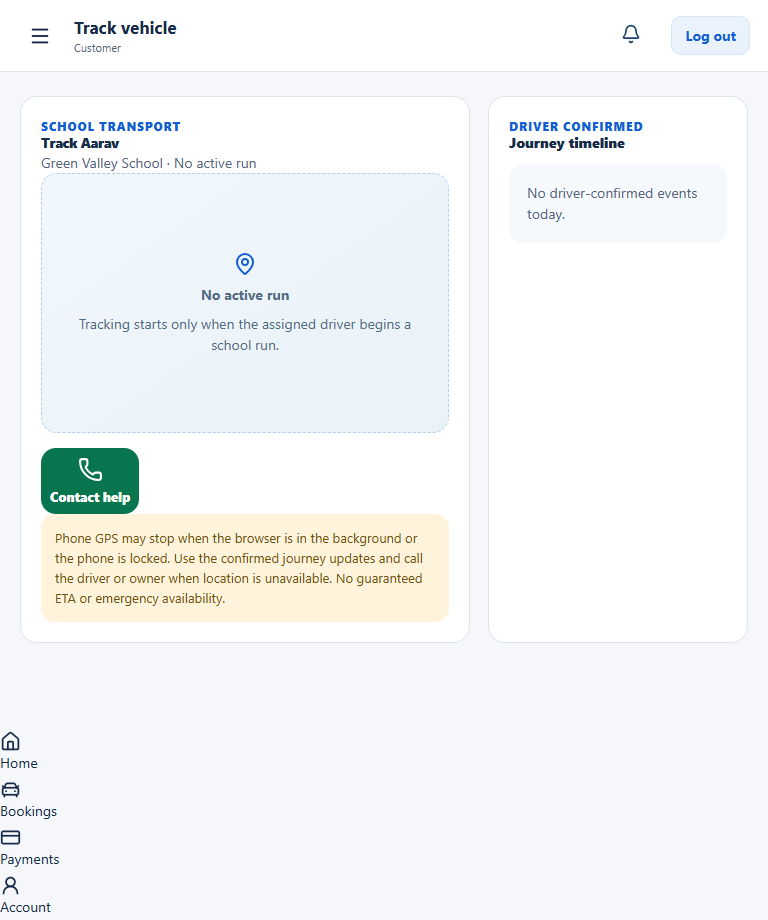 Track vehicle
Customer
Log out
SCHOOL TRANSPORT
Track Aarav
Green Valley School · No active run
No active run
Tracking starts only when the assigned driver begins a
school run.
Contact help
Phone GPS may stop when the browser is in the background or
the phone is locked. Use the confirmed journey updates and call
the driver or owner when location is unavailable. No guaranteed
ETA or emergency availability.
DRIVER CONFIRMED
Journey timeline
No driver-confirmed events
today.
Home
Bookings
Payments
Account